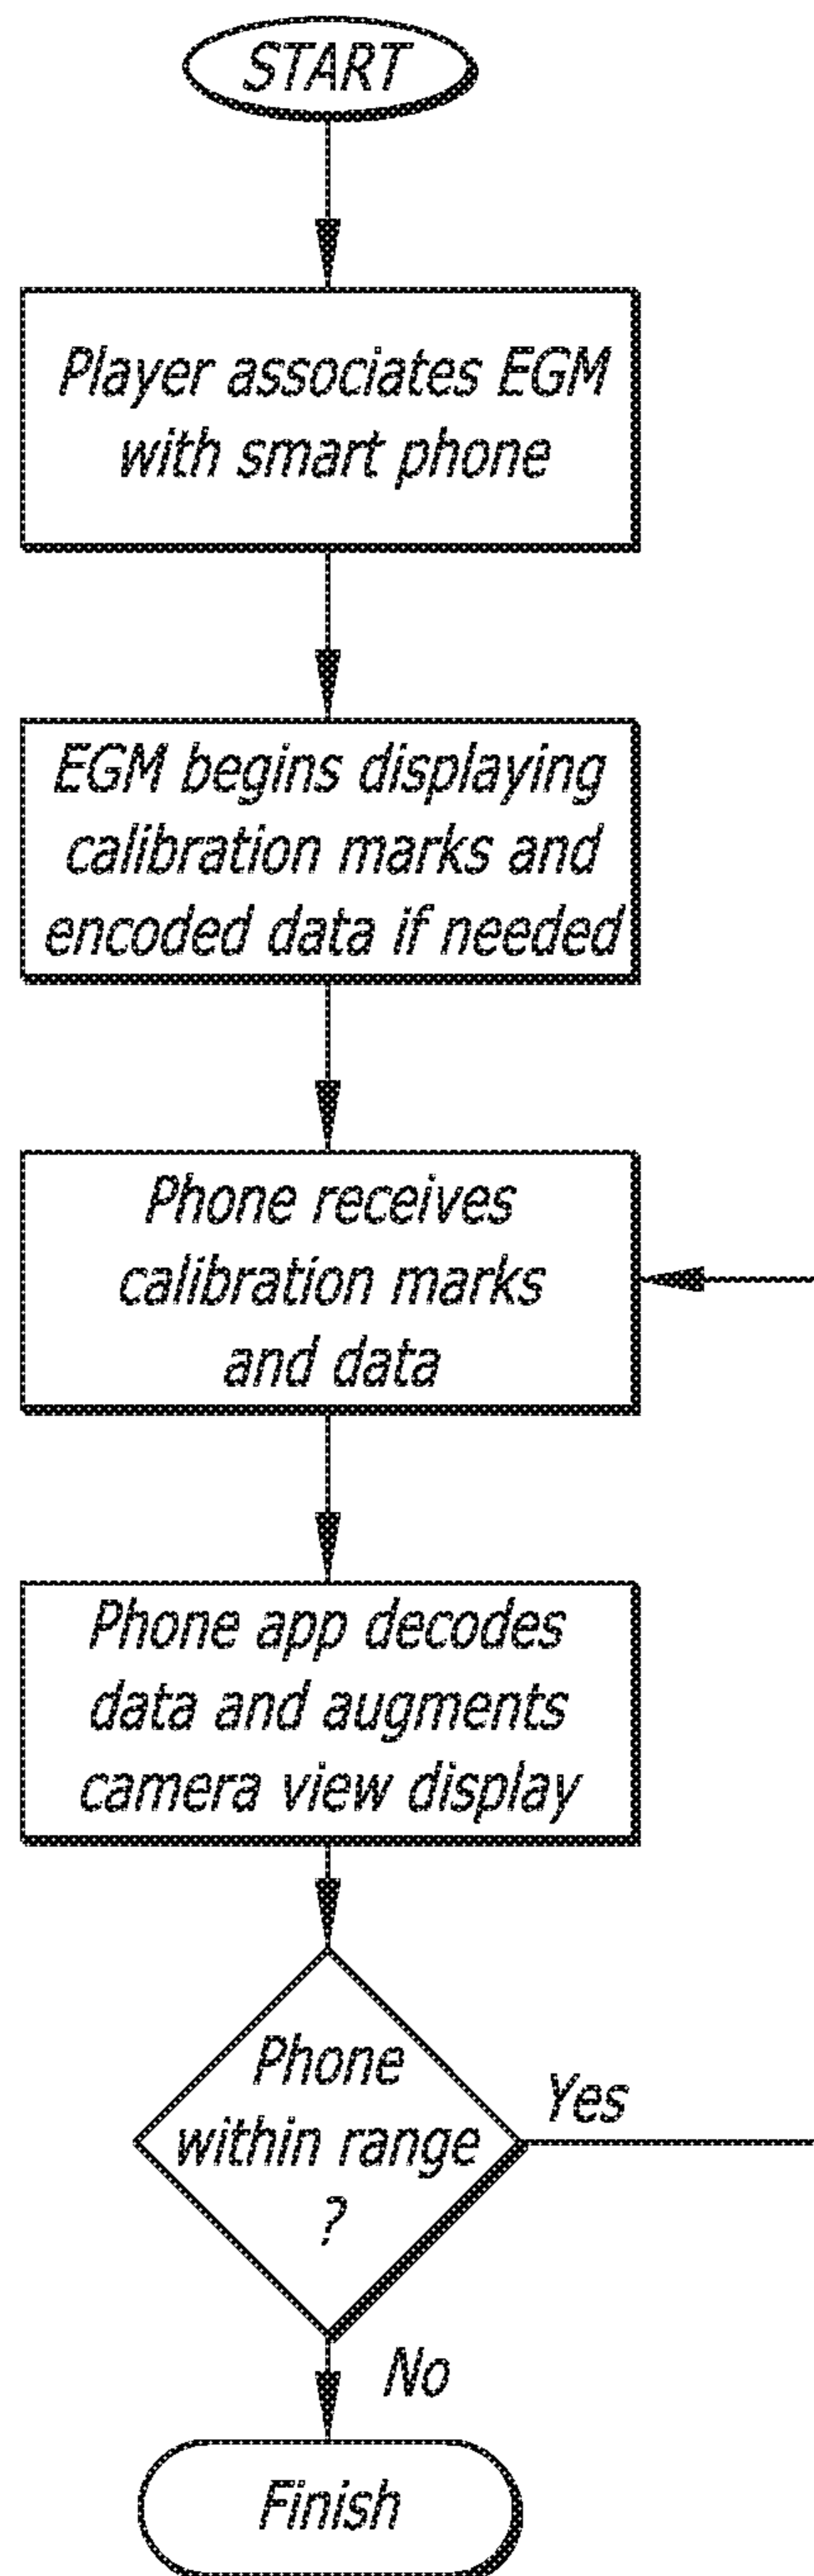 START
Player associates EGM
with smart phone
EGM begins displaying
calibration marks and
encoded data if needed
Phone receives
calibration marks
and data
Phone app decodes
data and augments
camera view display
Phone
within range
?
Yes
No
Finish